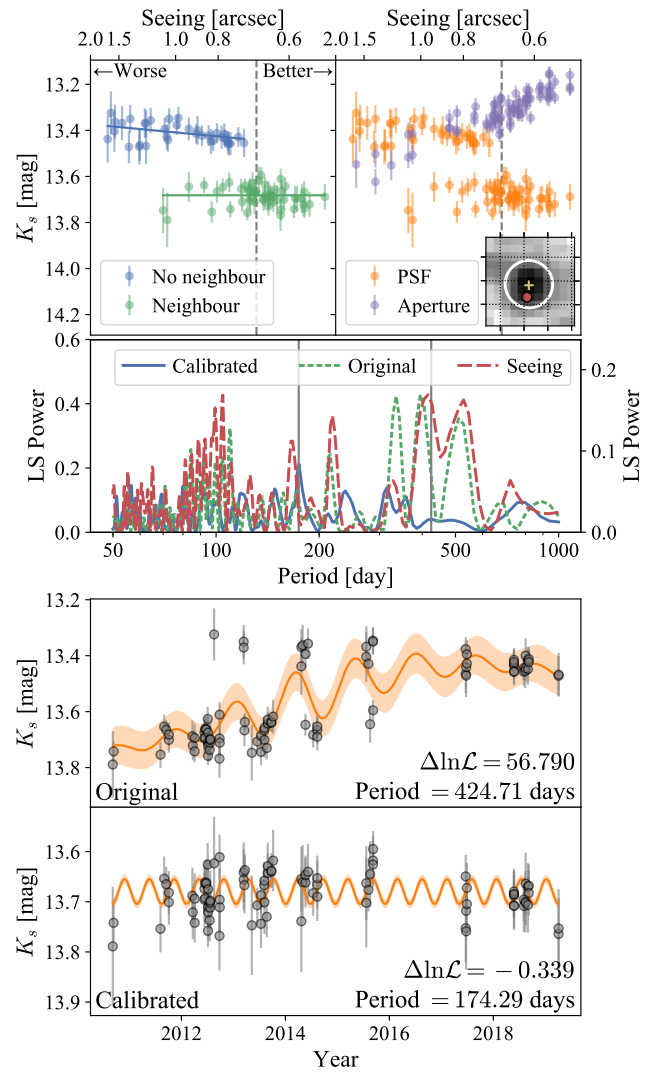 Seeing [arcsec] Seeing [arcsec]
2.0 1.5 1.0 0.8 0.6 2.0 1.5 1.0 0.8 0.6
←Worse Better→
13.2
13.4
13.6
13.8
14.0
14.2
K_s [mag]
No neighbour
Neighbour
PSF
Aperture
0.6
0.4
0.2
0.0
LS Power
Calibrated Original Seeing
0.2
0.1
0.0
LS Power
50 100 200 500 1000
Period [day]
13.2
13.4
13.6
13.8
K_s [mag]
Δln𝓛 = 56.790
Original Period = 424.71 days
13.6
13.7
13.8
13.9
K_s [mag]
Δln𝓛 = −0.339
Calibrated Period = 174.29 days
2012 2014 2016 2018
Year